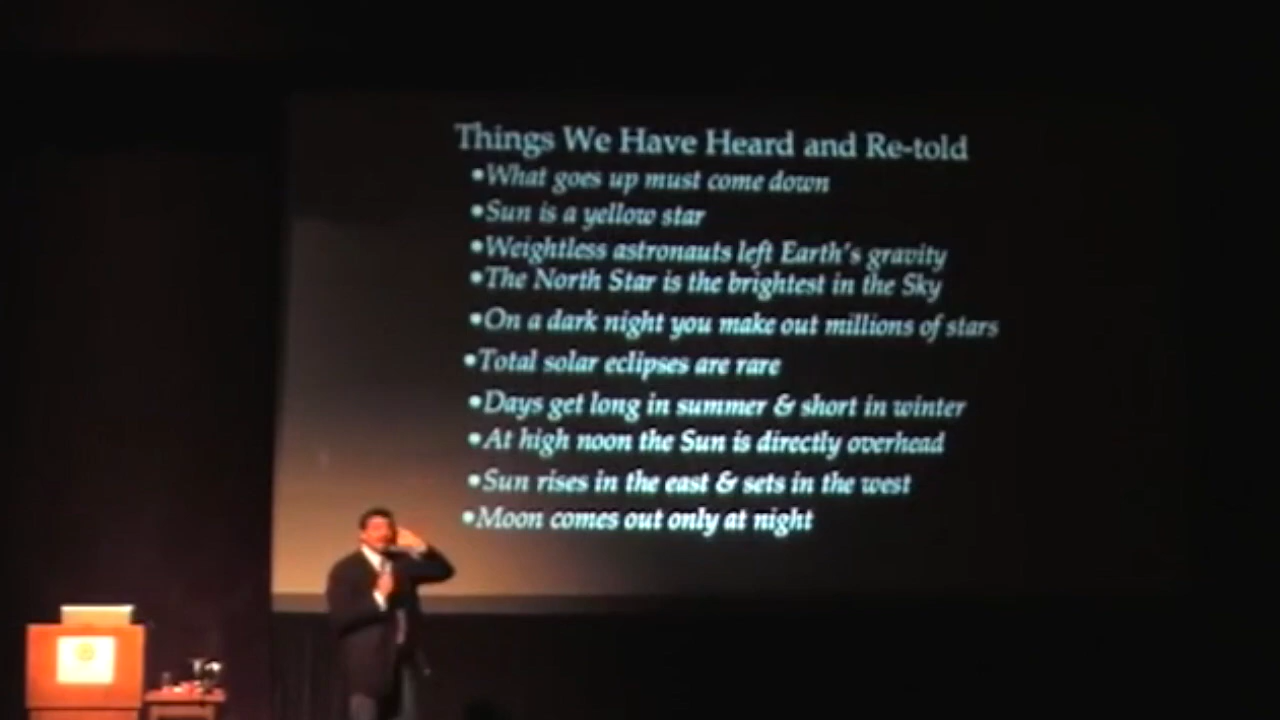 Things We Have Heard and Re-told
•What goes up must come down
•Sun is a yellow star
•Weightless astronauts left Earth's gravity
•The North Star is the brightest in the Sky
•On a dark night you make out millions of stars
•Total solar eclipses are rare
•Days get long in summer & short in winter
•At high noon the Sun is directly overhead
•Sun rises in the east & sets in the west
•Moon comes out only at night